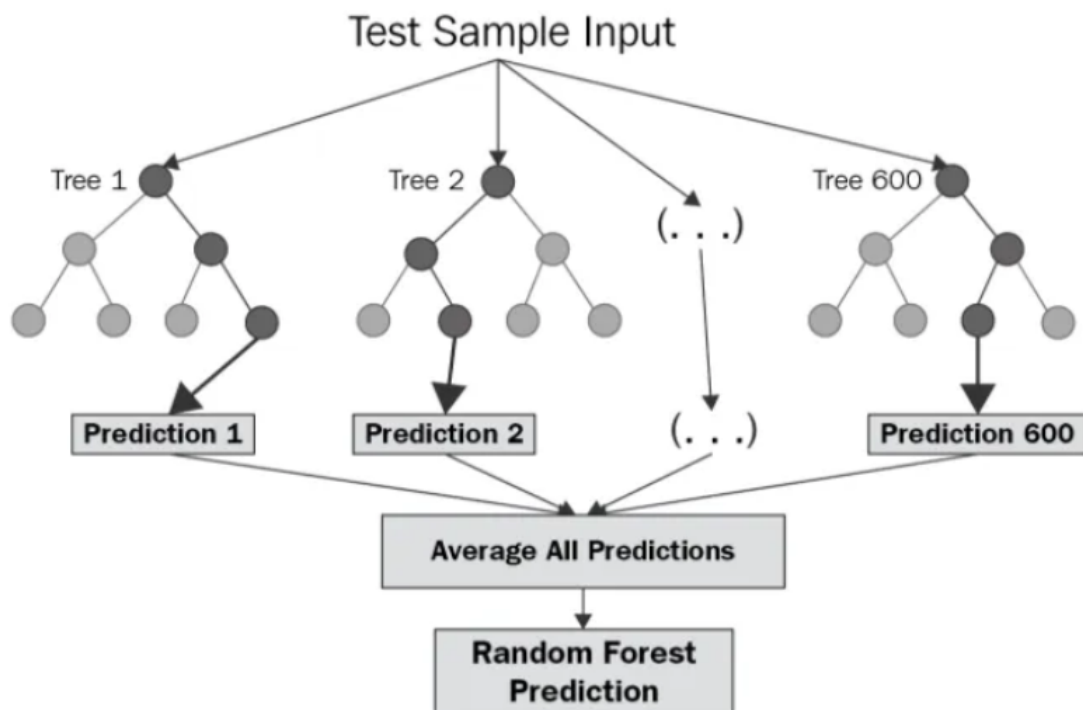 Test Sample Input
Tree 1
Tree 2
Tree 600
(. . .)
(. . .)
Prediction 1
Prediction 2
Prediction 600
Average All Predictions
Random Forest
Prediction